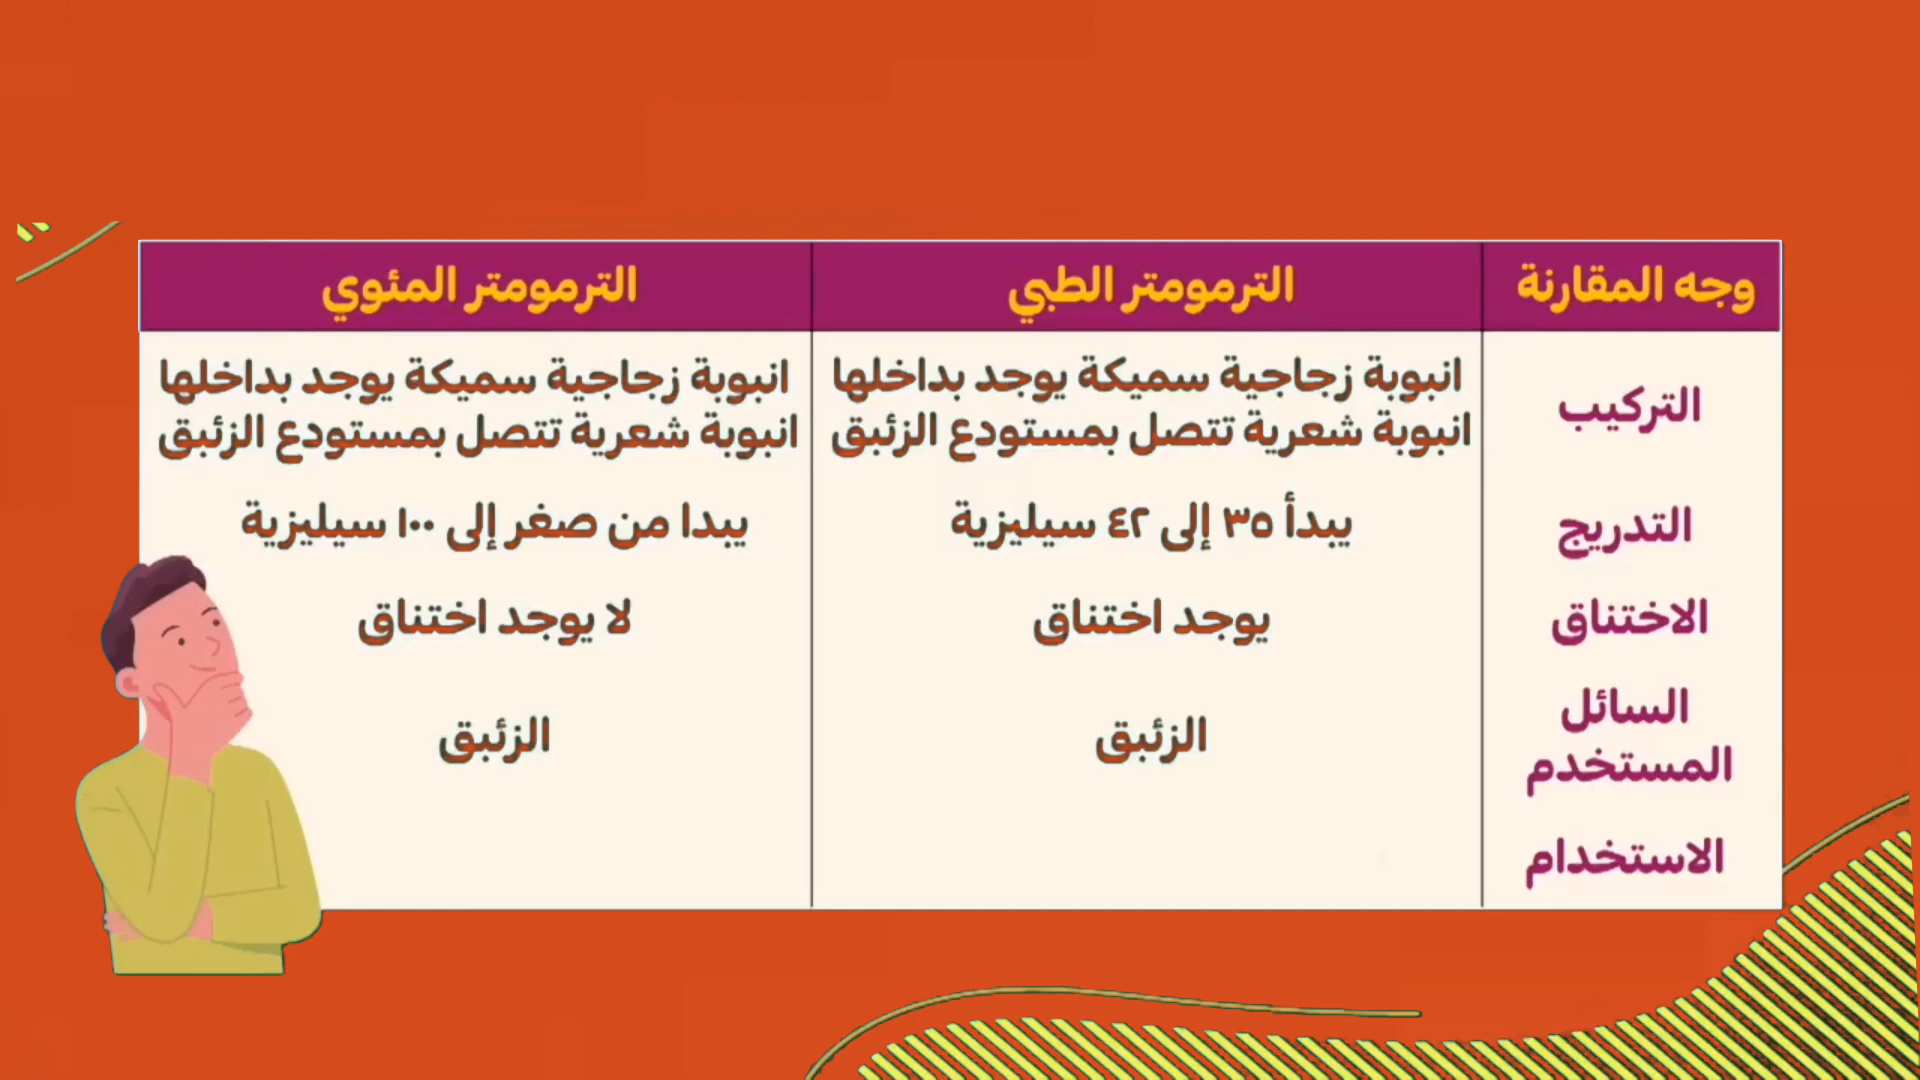 وجه المقارنة
الترمومتر الطبي
الترمومتر المئوي
التركيب
انبوبة زجاجية سميكة يوجد بداخلها
انبوبة شعرية تتصل بمستودع الزئبق
انبوبة زجاجية سميكة يوجد بداخلها
انبوبة شعرية تتصل بمستودع الزئبق
التدريج
يبدأ ٣٥ إلى ٤٢ سيليزية
يبدا من صغر إلى ١٠٠ سيليزية
الاختناق
يوجد اختناق
لا يوجد اختناق
السائل
المستخدم
الزئبق
الزئبق
الاستخدام